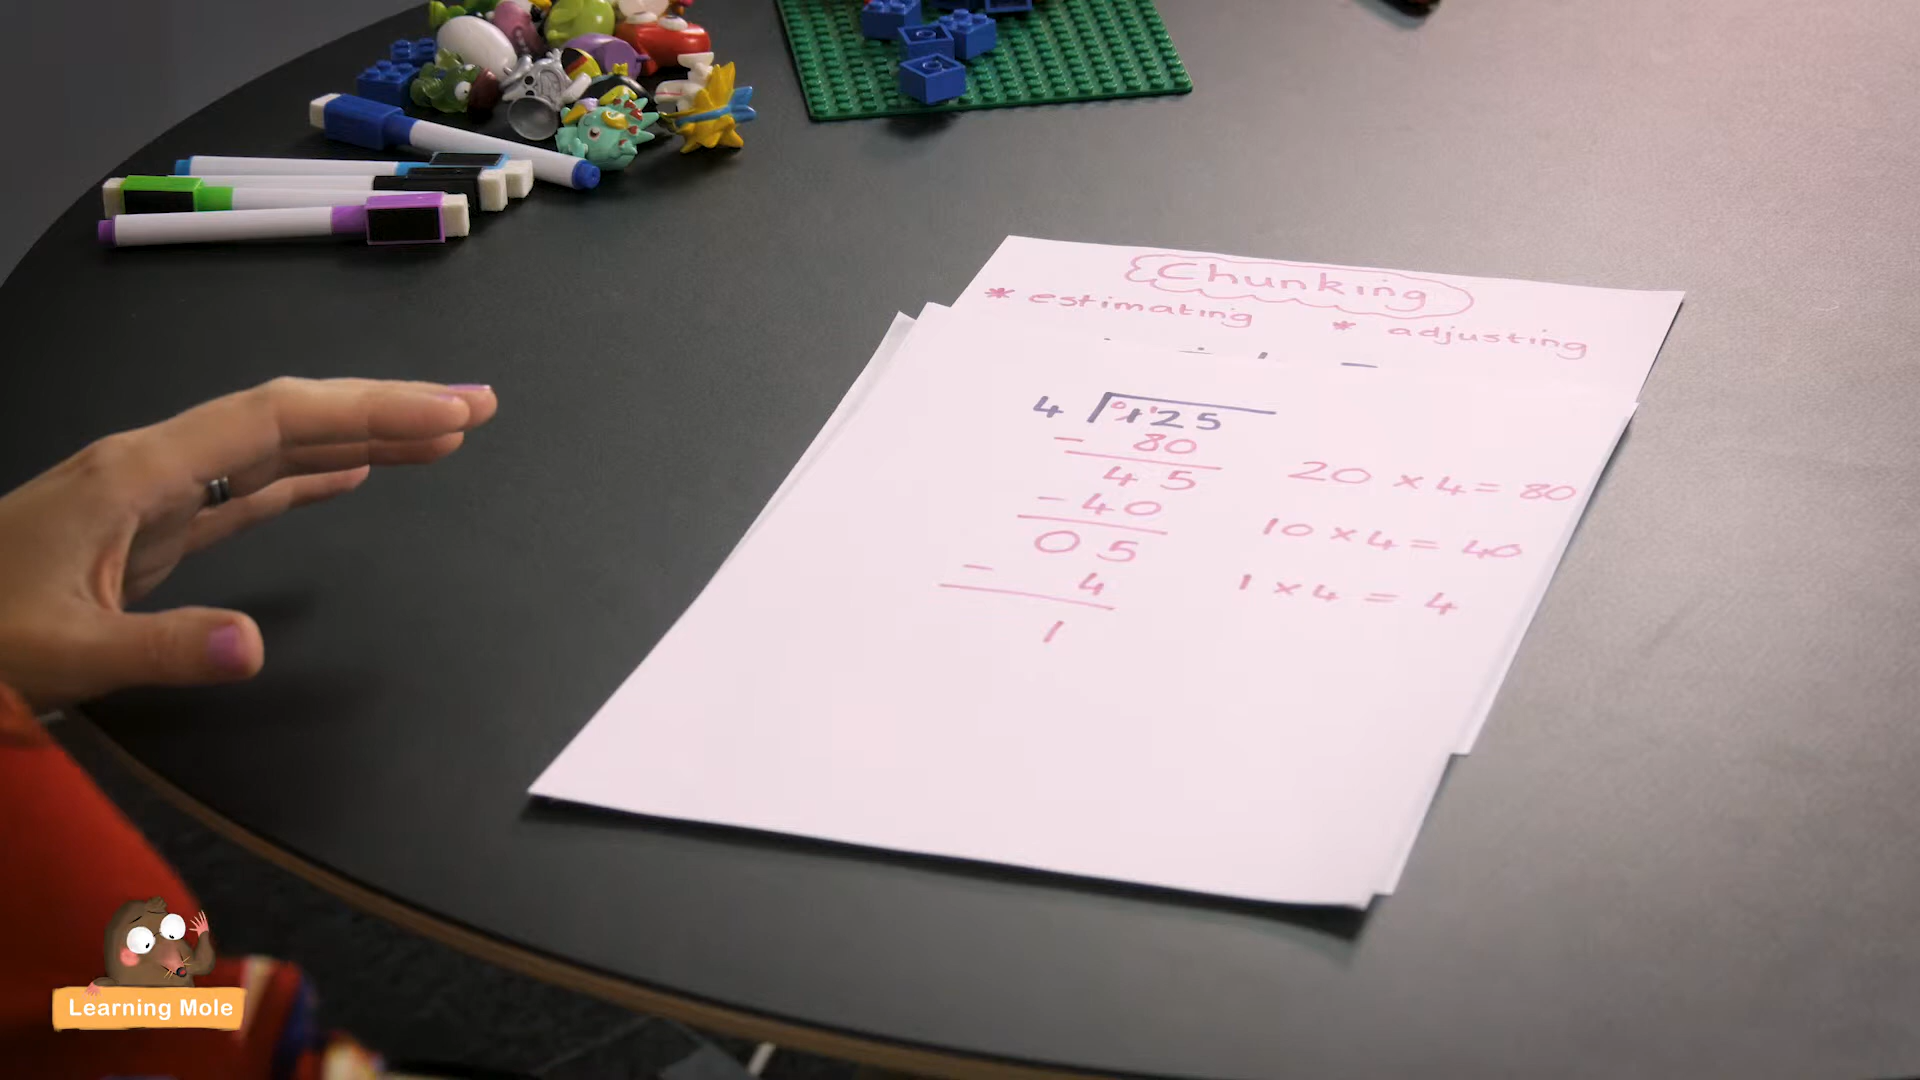 Chunking
* estimating * adjusting
4 125
- 80
45 20 x 4 = 80
- 40
05 10 x 4 = 40
- 4 1 x 4 = 4
1
Learning Mole